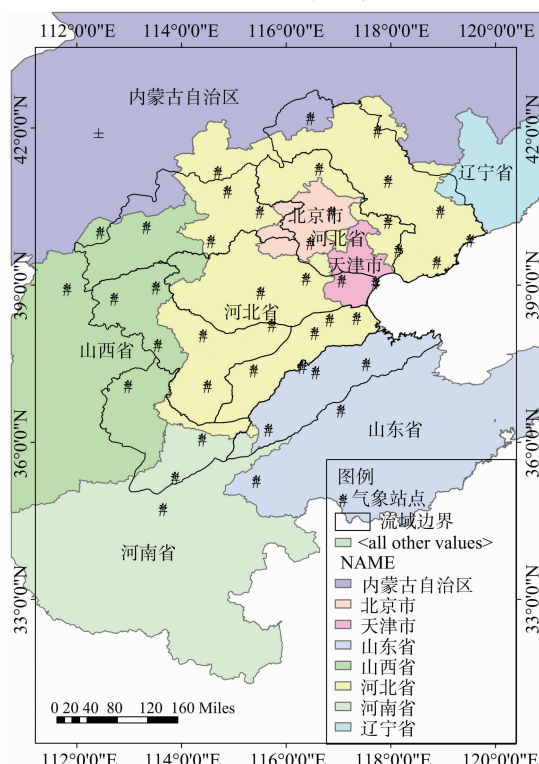 112°0'0"E 114°0'0"E 116°0'0"E 118°0'0"E 120°0'0"E
42°0'0"N
39°0'0"N
36°0'0"N
33°0'0"N
42°0'0"N
39°0'0"N
36°0'0"N
33°0'0"N
内蒙古自治区
辽宁省
北京市
河北省
天津市
河北省
山西省
山东省
河南省
图例
气象站点
流域边界
<all other values>
NAME
内蒙古自治区
北京市
天津市
山东省
山西省
河北省
河南省
辽宁省
0 20 40 80 120 160 Miles
112°0'0"E 114°0'0"E 116°0'0"E 118°0'0"E 120°0'0"E